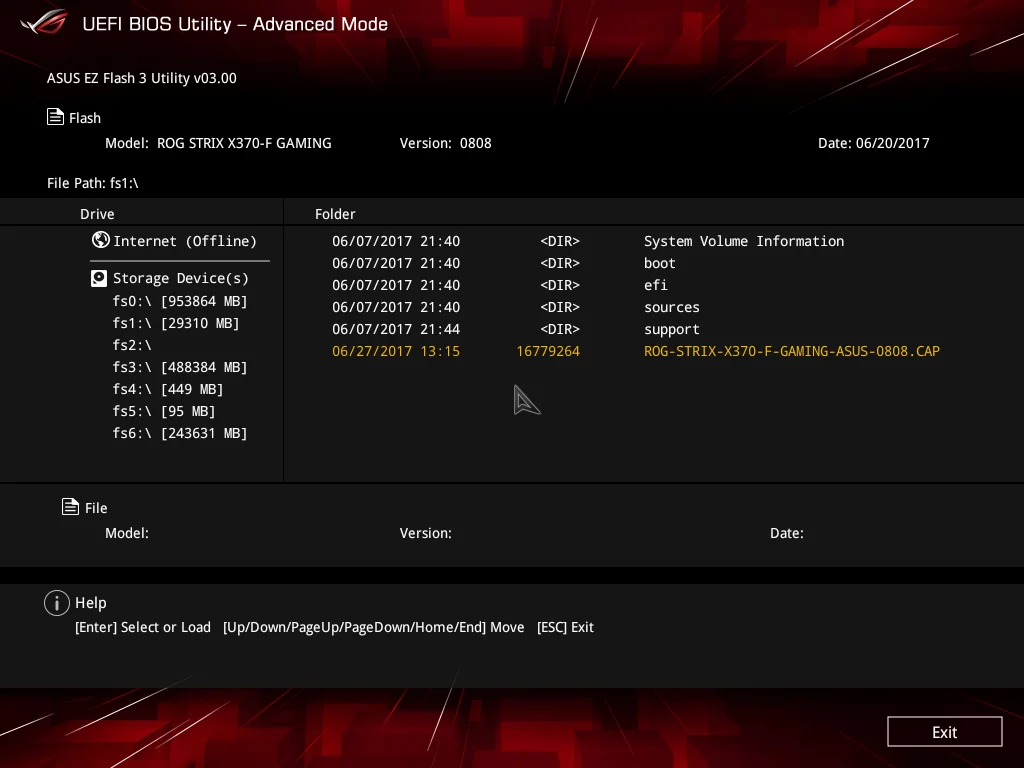 UEFI BIOS Utility – Advanced Mode
ASUS EZ Flash 3 Utility v03.00
Flash
Model: ROG STRIX X370-F GAMING Version: 0808 Date: 06/20/2017
File Path: fs1:\
Drive Folder
Internet (Offline)
Storage Device(s)
fs0:\ [953864 MB]
fs1:\ [29310 MB]
fs2:\
fs3:\ [488384 MB]
fs4:\ [449 MB]
fs5:\ [95 MB]
fs6:\ [243631 MB]
06/07/2017 21:40 <DIR> System Volume Information
06/07/2017 21:40 <DIR> boot
06/07/2017 21:40 <DIR> efi
06/07/2017 21:40 <DIR> sources
06/07/2017 21:44 <DIR> support
06/27/2017 13:15 16779264 ROG-STRIX-X370-F-GAMING-ASUS-0808.CAP
File
Model: Version: Date:
Help
[Enter] Select or Load [Up/Down/PageUp/PageDown/Home/End] Move [ESC] Exit
Exit